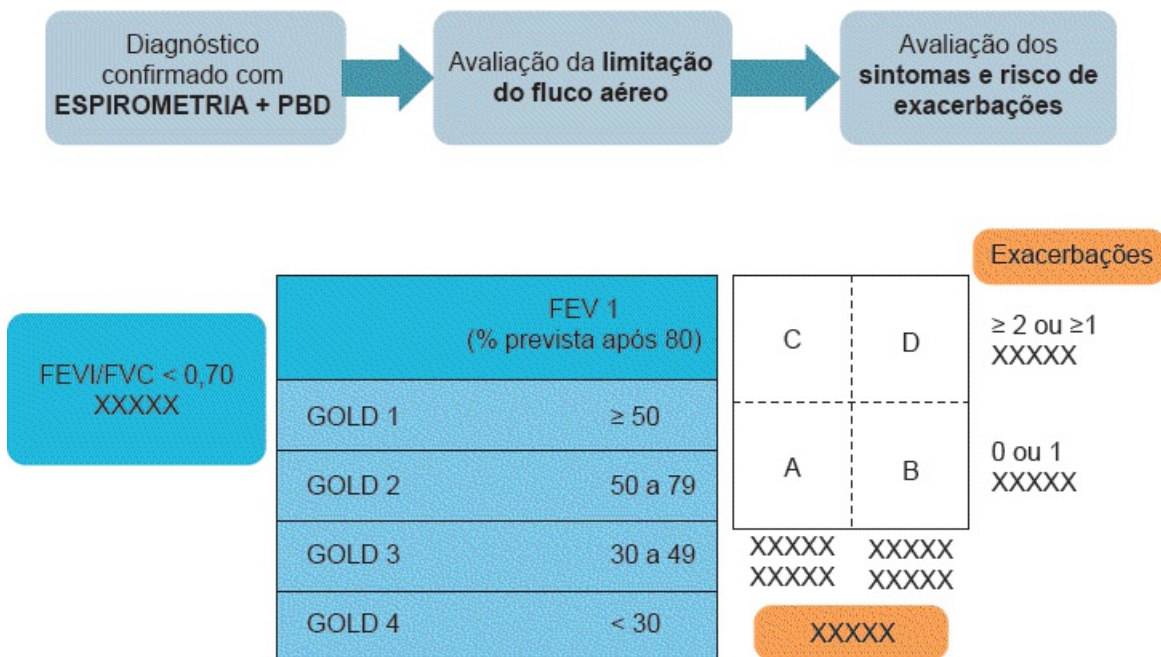 Diagnóstico
confirmado com
ESPIROMETRIA + PBD
Avaliação da limitação
do fluco aéreo
Avaliação dos
sintomas e risco de
exacerbações
FEVI/FVC < 0,70
XXXXX
FEV 1
(% prevista após 80)
GOLD 1 ≥ 50
GOLD 2 50 a 79
GOLD 3 30 a 49
GOLD 4 < 30
Exacerbações
C D
≥ 2 ou ≥1
XXXXX
A B
0 ou 1
XXXXX
XXXXX XXXXX
XXXXX XXXXX
XXXXX